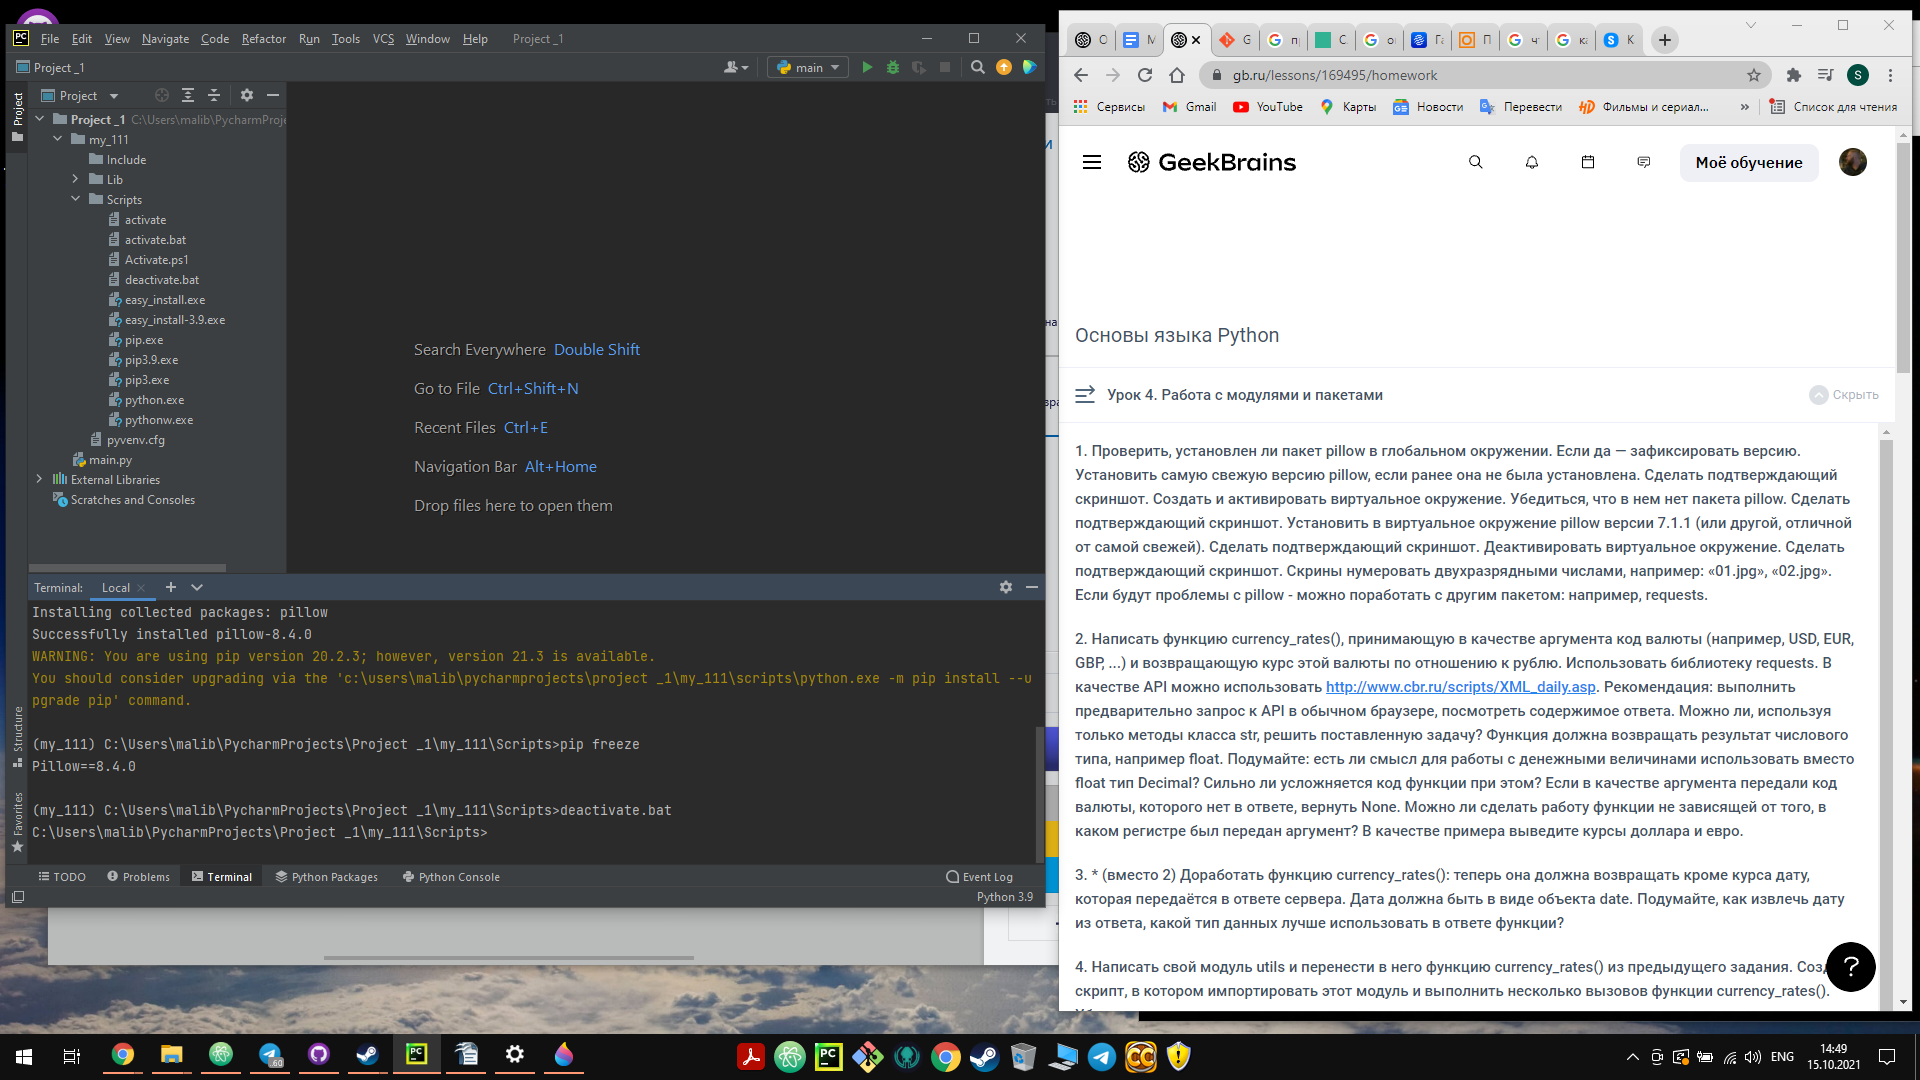 File Edit View Navigate Code Refactor Run Tools VCS Window Help Project _1
Project _1
main
Project
Project _1 C:\Users\malib\PycharmProje
my_111
Include
Lib
Scripts
activate
activate.bat
Activate.ps1
deactivate.bat
easy_install.exe
easy_install-3.9.exe
pip.exe
pip3.9.exe
pip3.exe
python.exe
pythonw.exe
pyvenv.cfg
main.py
External Libraries
Scratches and Consoles
Project
Structure
Favorites
Search Everywhere Double Shift
Go to File Ctrl+Shift+N
Recent Files Ctrl+E
Navigation Bar Alt+Home
Drop files here to open them
Terminal: Local
Installing collected packages: pillow
Successfully installed pillow-8.4.0
WARNING: You are using pip version 20.2.3; however, version 21.3 is available.
You should consider upgrading via the 'c:\users\malib\pycharmprojects\project _1\my_111\scripts\python.exe -m pip install --u
pgrade pip' command.
(my_111) C:\Users\malib\PycharmProjects\Project _1\my_111\Scripts>pip freeze
Pillow==8.4.0
(my_111) C:\Users\malib\PycharmProjects\Project _1\my_111\Scripts>deactivate.bat
C:\Users\malib\PycharmProjects\Project _1\my_111\Scripts>
TODO Problems Terminal Python Packages Python Console Event Log
Python 3.9
gb.ru/lessons/169495/homework
S
Сервисы Gmail YouTube Карты Новости Перевести Фильмы и сериал... » Список для чтения
GeekBrains
Моё обучение
Основы языка Python
Урок 4. Работа с модулями и пакетами
Скрыть
1. Проверить, установлен ли пакет pillow в глобальном окружении. Если да — зафиксировать версию.
Установить самую свежую версию pillow, если ранее она не была установлена. Сделать подтверждающий
скриншот. Создать и активировать виртуальное окружение. Убедиться, что в нем нет пакета pillow. Сделать
подтверждающий скриншот. Установить в виртуальное окружение pillow версии 7.1.1 (или другой, отличной
от самой свежей). Сделать подтверждающий скриншот. Деактивировать виртуальное окружение. Сделать
подтверждающий скриншот. Скрины нумеровать двухразрядными числами, например: «01.jpg», «02.jpg».
Если будут проблемы с pillow - можно поработать с другим пакетом: например, requests.
2. Написать функцию currency_rates(), принимающую в качестве аргумента код валюты (например, USD, EUR,
GBP, ...) и возвращающую курс этой валюты по отношению к рублю. Использовать библиотеку requests. В
качестве API можно использовать http://www.cbr.ru/scripts/XML_daily.asp. Рекомендация: выполнить
предварительно запрос к API в обычном браузере, посмотреть содержимое ответа. Можно ли, используя
только методы класса str, решить поставленную задачу? Функция должна возвращать результат числового
типа, например float. Подумайте: есть ли смысл для работы с денежными величинами использовать вместо
float тип Decimal? Сильно ли усложняется код функции при этом? Если в качестве аргумента передали код
валюты, которого нет в ответе, вернуть None. Можно ли сделать работу функции не зависящей от того, в
каком регистре был передан аргумент? В качестве примера выведите курсы доллара и евро.
3. * (вместо 2) Доработать функцию currency_rates(): теперь она должна возвращать кроме курса дату,
которая передаётся в ответе сервера. Дата должна быть в виде объекта date. Подумайте, как извлечь дату
из ответа, какой тип данных лучше использовать в ответе функции?
4. Написать свой модуль utils и перенести в него функцию currency_rates() из предыдущего задания. Созд
скрипт, в котором импортировать этот модуль и выполнить несколько вызовов функции currency_rates().
?
ENG
14:49
15.10.2021